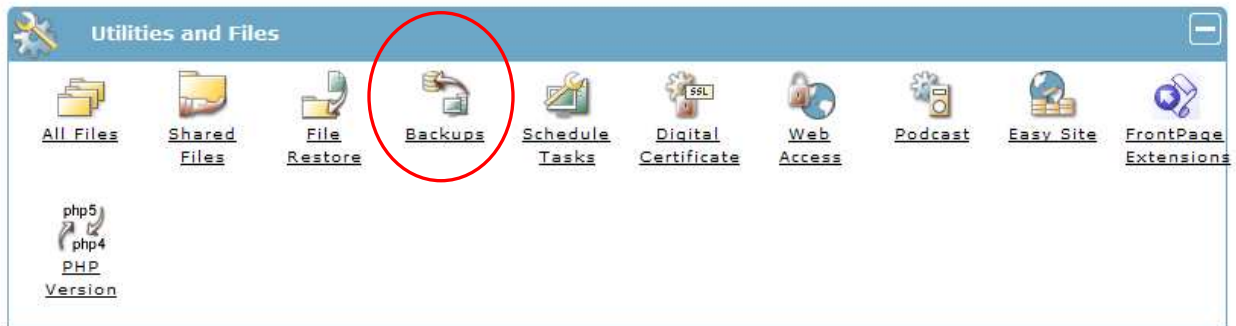 Utilities and Files
All Files
Shared
Files
File
Restore
Backups
Schedule
Tasks
SSL
Digital
Certificate
Web
Access
Podcast
Easy Site
FrontPage
Extensions
php5
php4
PHP
Version